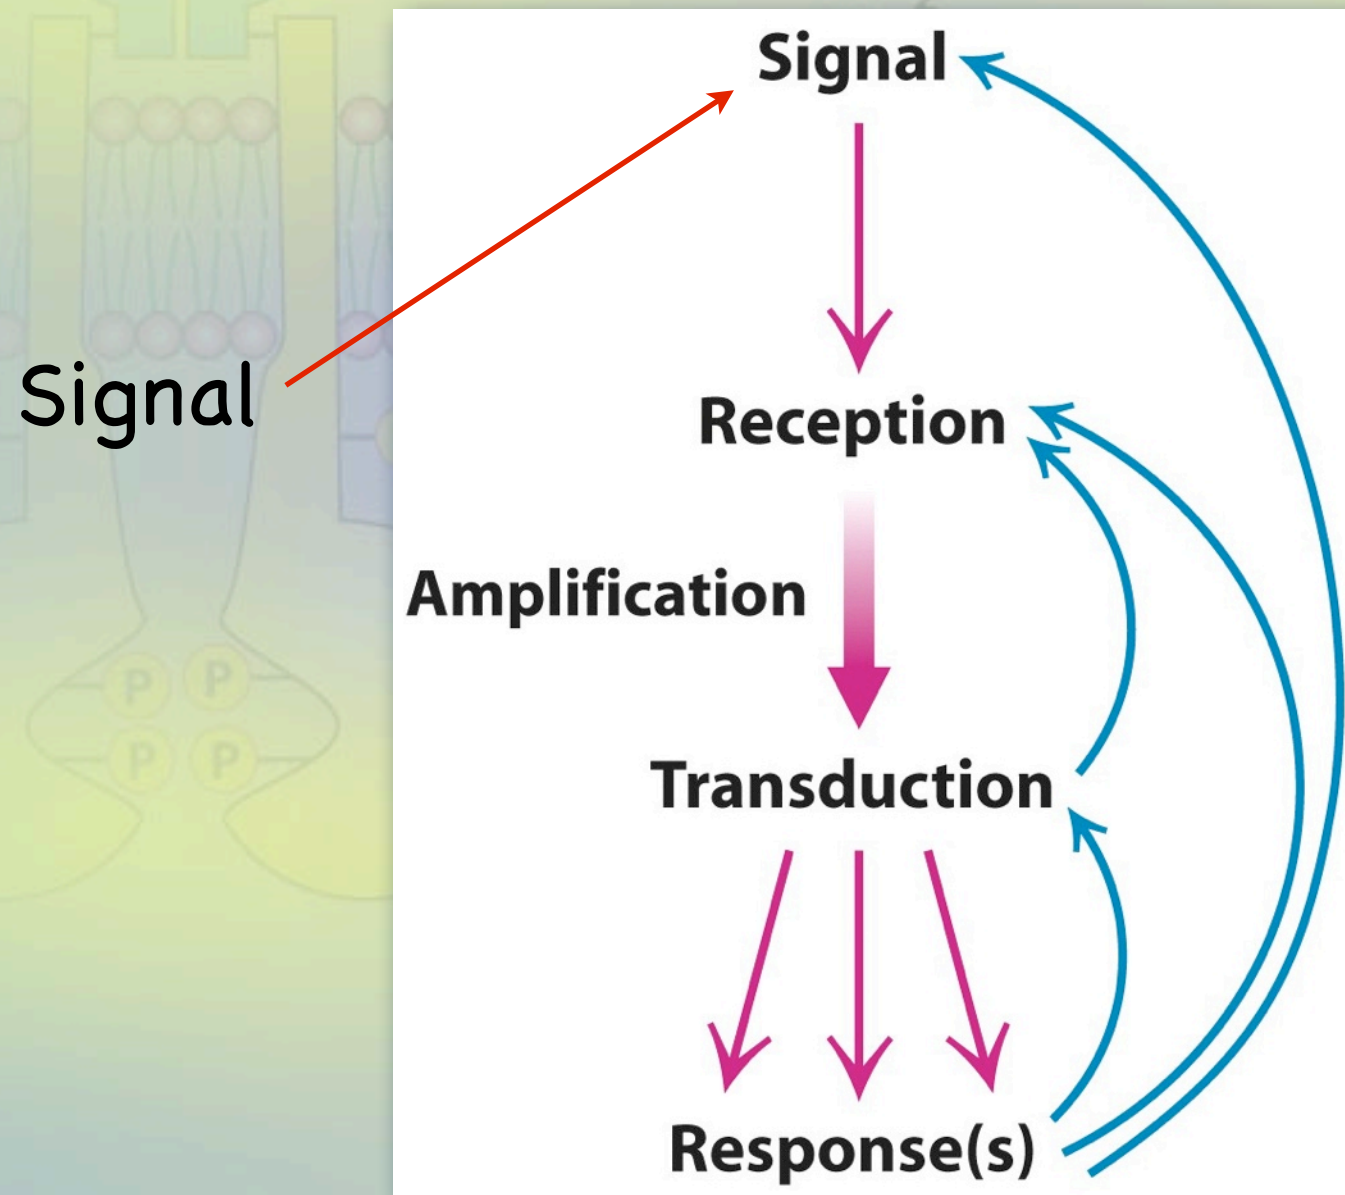 Signal
Signal
Reception
Amplification
Transduction
Response(s)
P P
P P